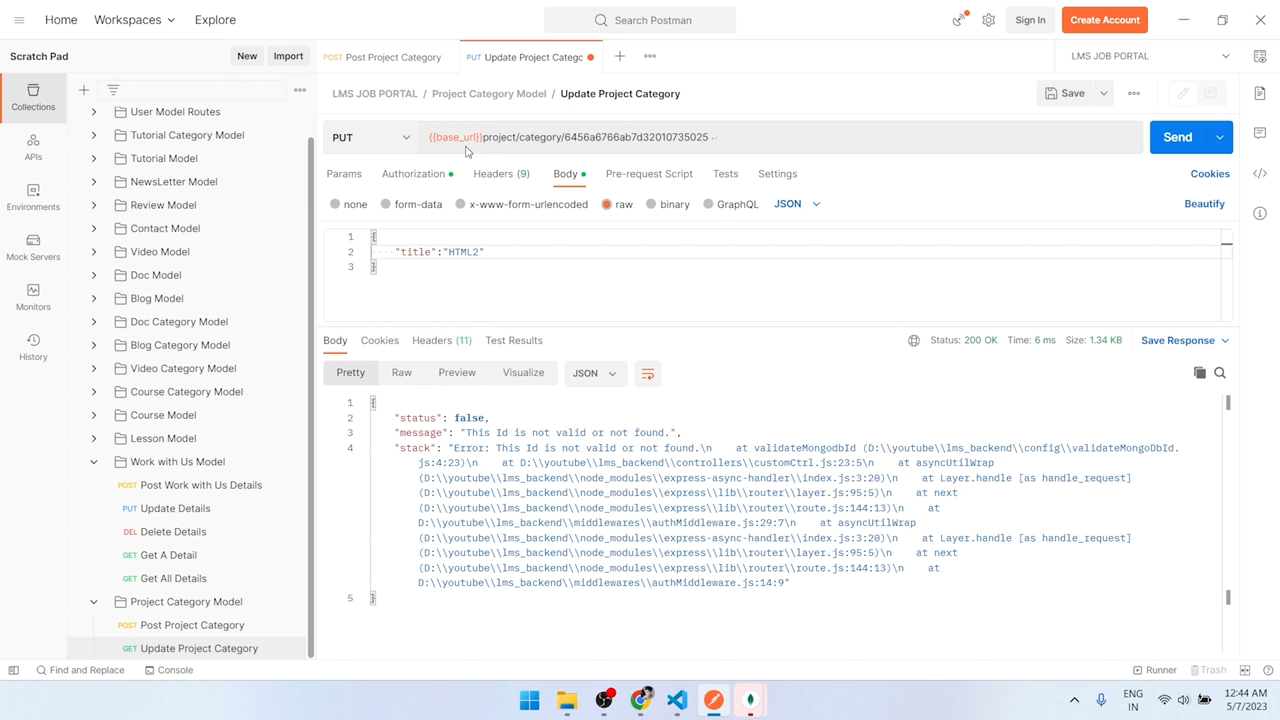 Home
Workspaces
Explore
Search Postman
Sign In
Create Account
Scratch Pad
New
Import
POST Post Project Category
PUT Update Project Categc
LMS JOB PORTAL
Collections
APIs
Environments
Mock Servers
Monitors
History
User Model Routes
Tutorial Category Model
Tutorial Model
NewsLetter Model
Review Model
Contact Model
Video Model
Doc Model
Blog Model
Doc Category Model
Blog Category Model
Video Category Model
Course Category Model
Course Model
Lesson Model
Work with Us Model
POST Post Work with Us Details
PUT Update Details
DEL Delete Details
GET Get A Detail
GET Get All Details
Project Category Model
POST Post Project Category
GET Update Project Category
LMS JOB PORTAL / Project Category Model / Update Project Category
Save
PUT
{{base_url}}project/category/6456a6766ab7d32010735025
Send
Params
Authorization
Headers (9)
Body
Pre-request Script
Tests
Settings
Cookies
none
form-data
x-www-form-urlencoded
raw
binary
GraphQL
JSON
Beautify
1 {
2 "title":"HTML2"
3 }
Body
Cookies
Headers (11)
Test Results
Status: 200 OK
Time: 6 ms
Size: 1.34 KB
Save Response
Pretty
Raw
Preview
Visualize
JSON
1 {
2 "status": false,
3 "message": "This Id is not valid or not found.",
4 "stack": "Error: This Id is not valid or not found.\n    at validateMongodbId (D:\\youtube\\lms_backend\\config\\validateMongoDbId.
js:4:23)\n    at D:\\youtube\\lms_backend\\controllers\\customCtrl.js:23:5\n    at asyncUtilWrap
(D:\\youtube\\lms_backend\\node_modules\\express-async-handler\\index.js:3:20)\n    at Layer.handle [as handle_request]
(D:\\youtube\\lms_backend\\node_modules\\express\\lib\\router\\layer.js:95:5)\n    at next
(D:\\youtube\\lms_backend\\node_modules\\express\\lib\\router\\route.js:144:13)\n    at
D:\\youtube\\lms_backend\\middlewares\\authMiddleware.js:29:7\n    at asyncUtilWrap
(D:\\youtube\\lms_backend\\node_modules\\express-async-handler\\index.js:3:20)\n    at Layer.handle [as handle_request]
(D:\\youtube\\lms_backend\\node_modules\\express\\lib\\router\\layer.js:95:5)\n    at next
(D:\\youtube\\lms_backend\\node_modules\\express\\lib\\router\\route.js:144:13)\n    at
D:\\youtube\\lms_backend\\middlewares\\authMiddleware.js:14:9"
5 }
Find and Replace
Console
Runner
Trash
ENG
IN
12:44 AM
5/7/2023